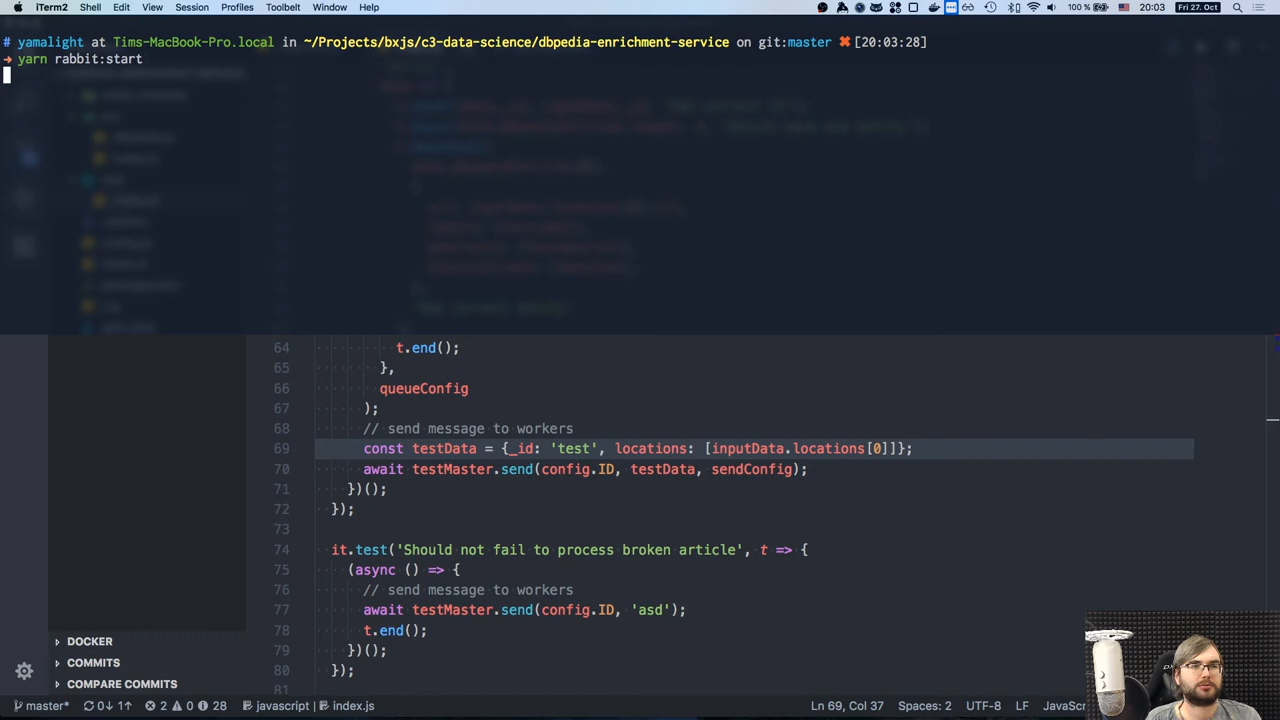 iTerm2 Shell Edit View Session Profiles Toolbelt Window Help 100 % 20:03 Fri 27. Oct
# yamalight at Tims-MacBook-Pro.local in ~/Projects/bxjs/c3-data-science/dbpedia-enrichment-service on git:master ✖ [20:03:28]
➜ yarn rabbit:start
64 t.end();
65 },
66 queueConfig
67 );
68 // send message to workers
69 const testData = {_id: 'test', locations: [inputData.locations[0]]};
70 await testMaster.send(config.ID, testData, sendConfig);
71 })();
72 });
73
74 it.test('Should not fail to process broken article', t => {
75 (async () => {
76 // send message to workers
77 await testMaster.send(config.ID, 'asd');
78 t.end();
79 })();
80 });
81
DOCKER
COMMITS
COMPARE COMMITS
master* 0↓ 1↑ 2 0 28 javascript | index.js Ln 69, Col 37 Spaces: 2 UTF-8 LF JavaSc